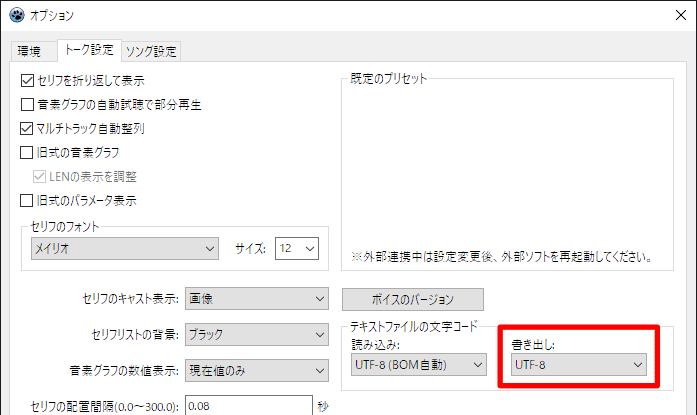 オプション
環境
トーク設定
ソング設定
セリフを折り返して表示
音素グラフの自動試聴で部分再生
マルチトラック自動整列
旧式の音素グラフ
LENの表示を調整
旧式のパラメータ表示
セリフのフォント
メイリオ
サイズ:
12
セリフのキャスト表示:
画像
セリフリストの背景:
ブラック
音素グラフの数値表示:
現在値のみ
セリフの配置間隔(0.0～300.0):
0.08
秒
既定のプリセット
※外部連携中は設定変更後、外部ソフトを再起動してください。
ボイスのバージョン
テキストファイルの文字コード
読み込み:
UTF-8 (BOM自動)
書き出し:
UTF-8